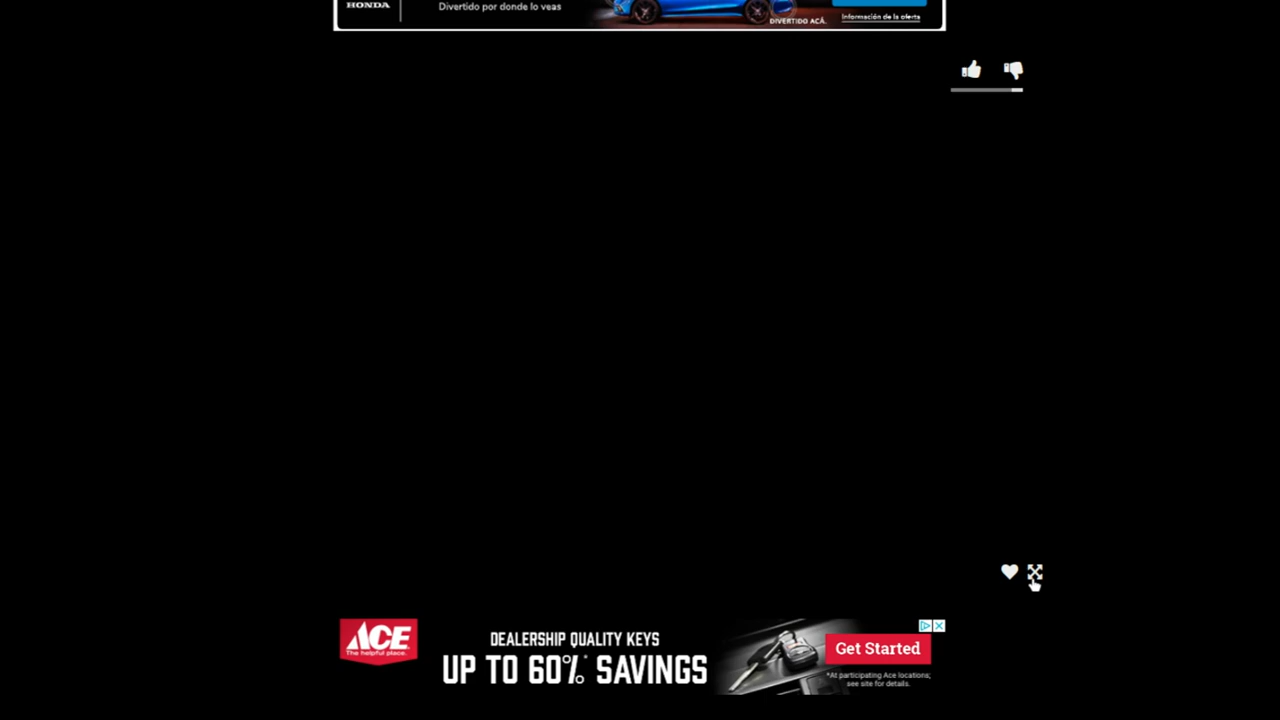 HONDA
Divertido por donde lo veas
DIVERTIDO ACÁ.
Información de la oferta
ACE
The helpful place.
DEALERSHIP QUALITY KEYS
UP TO 60%* SAVINGS
Get Started
*At participating Ace locations;
see site for details.